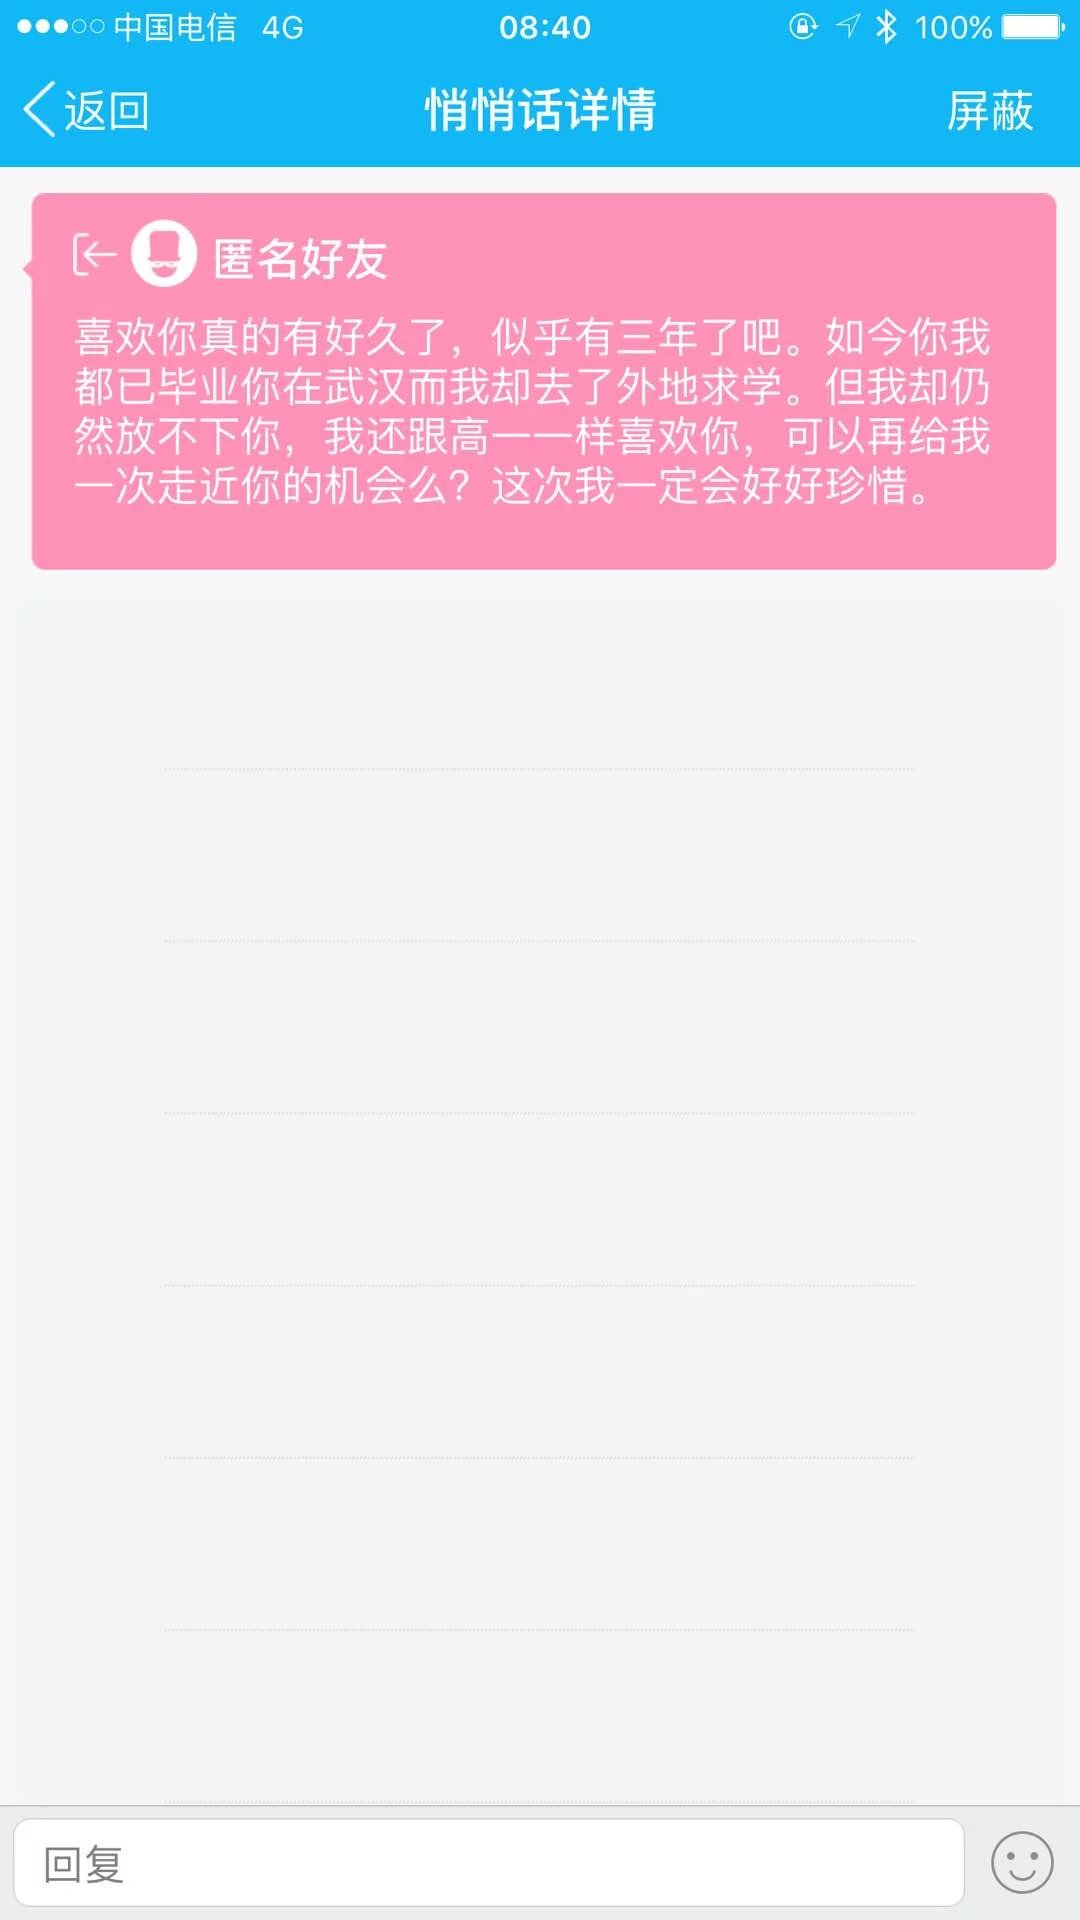 中国电信 4G 08:40 100%
返回 悄悄话详情 屏蔽
匿名好友
喜欢你真的有好久了，似乎有三年了吧。如今你我
都已毕业你在武汉而我却去了外地求学。但我却仍
然放不下你，我还跟高一一样喜欢你，可以再给我
一次走近你的机会么？这次我一定会好好珍惜。
回复